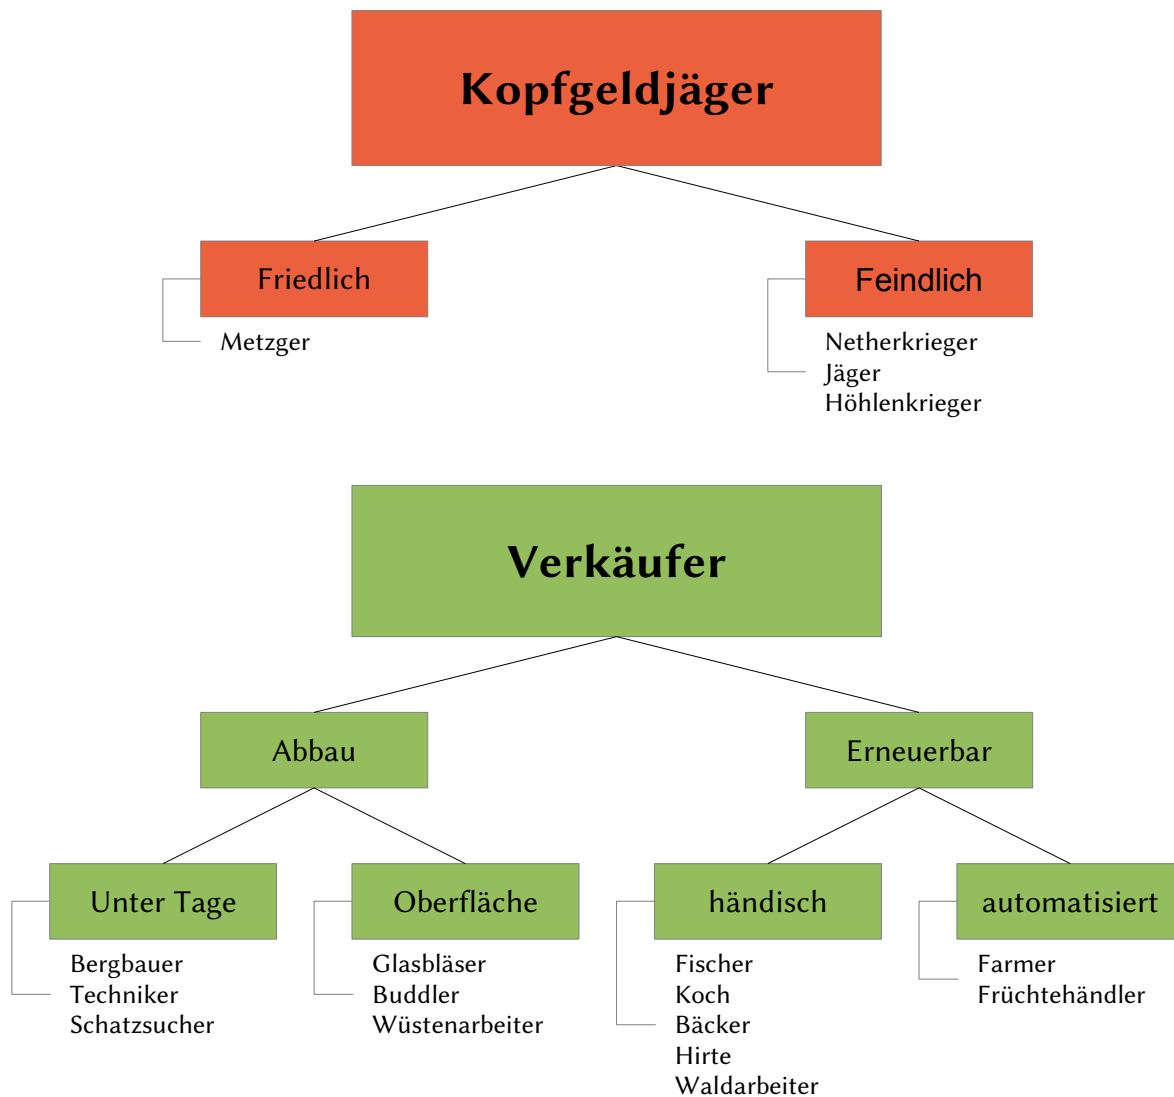 Kopfgeldjäger
Friedlich
Feindlich
Metzger
Netherkrieger
Jäger
Höhlenkrieger
Verkäufer
Abbau
Erneuerbar
Unter Tage
Oberfläche
händisch
automatisiert
Bergbauer
Techniker
Schatzsucher
Glasbläser
Buddler
Wüstenarbeiter
Fischer
Koch
Bäcker
Hirte
Waldarbeiter
Farmer
Früchtehändler